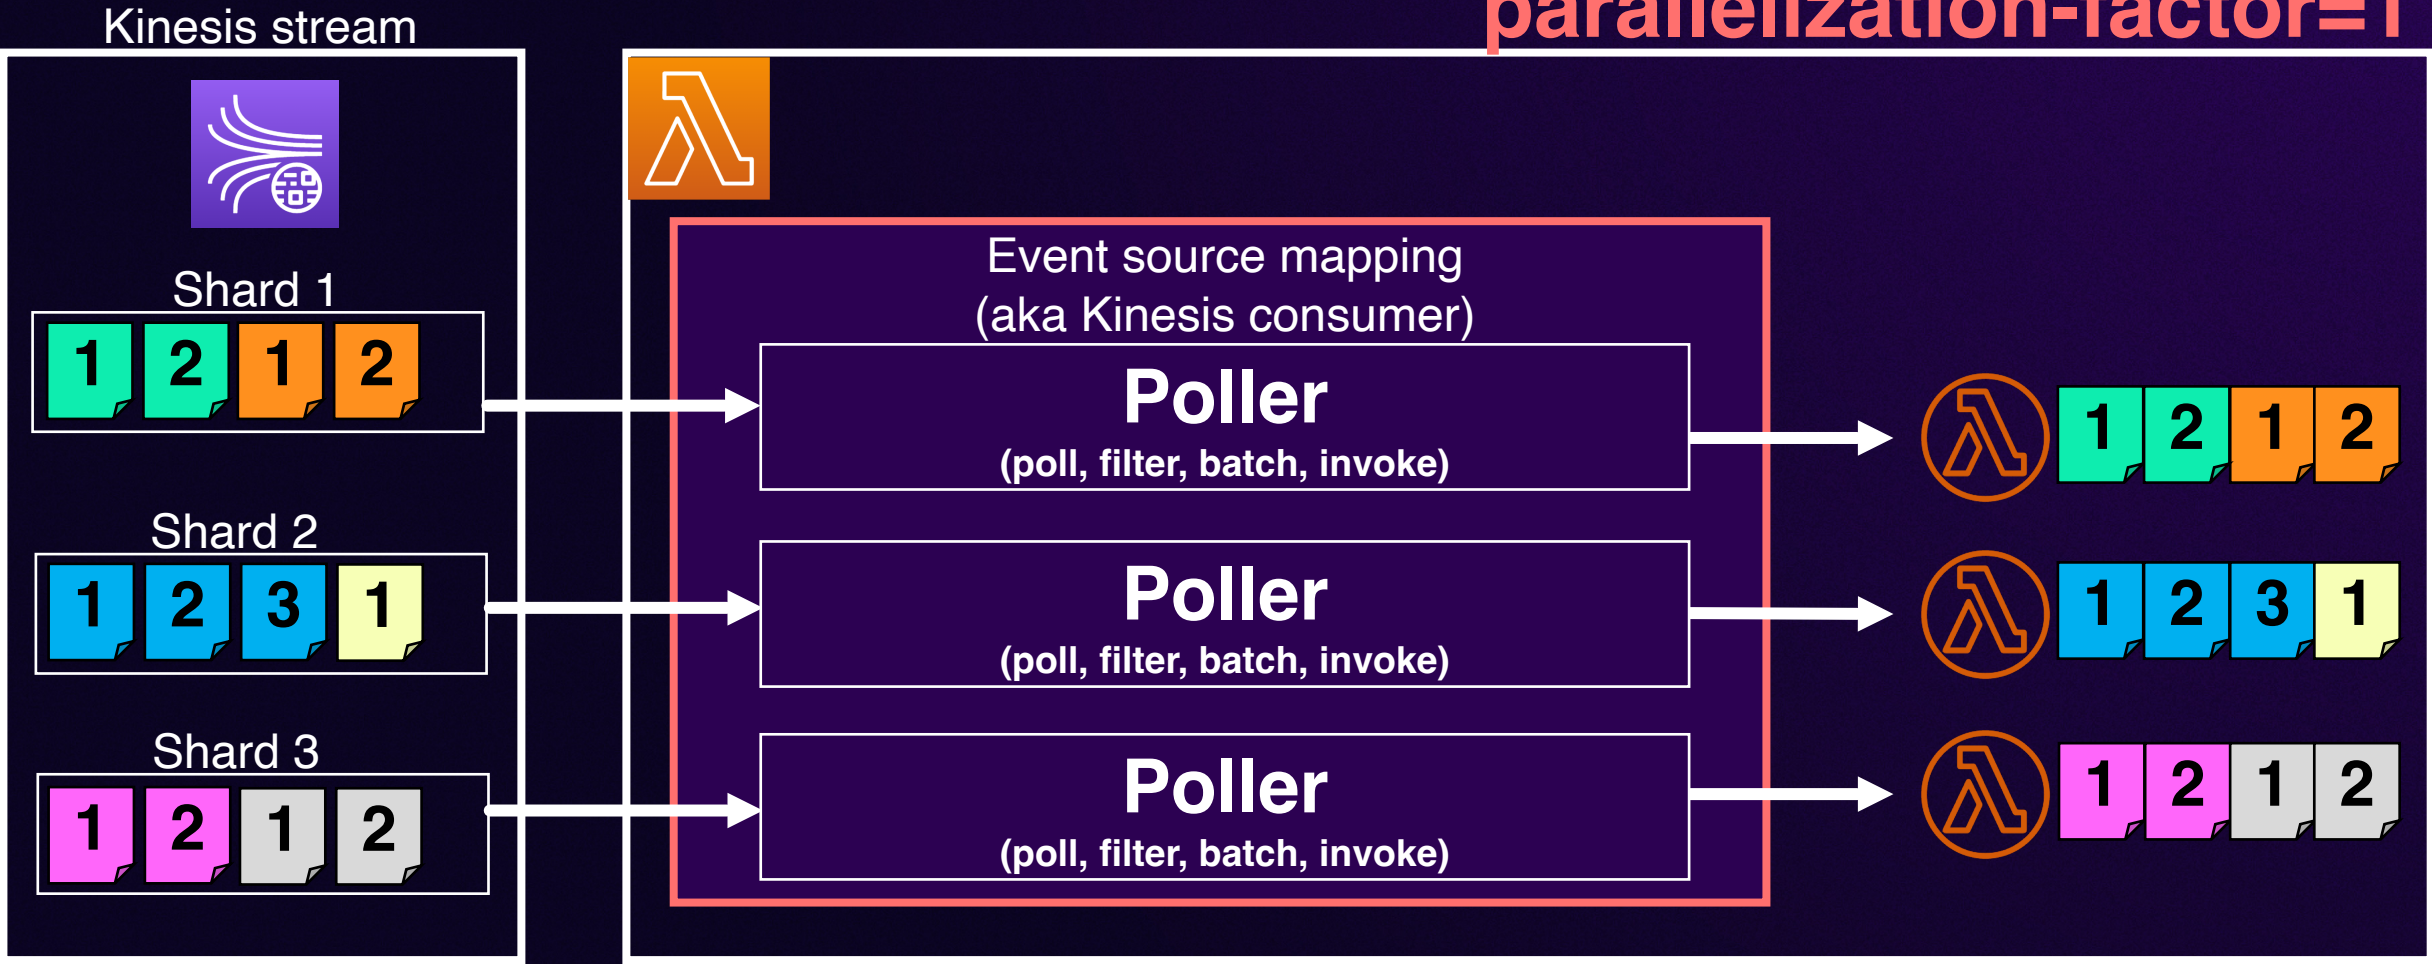 parallelization-factor=1
Kinesis stream
Shard 1
1 2 1 2
Shard 2
1 2 3 1
Shard 3
1 2 1 2
Event source mapping
(aka Kinesis consumer)
Poller
(poll, filter, batch, invoke)
Poller
(poll, filter, batch, invoke)
Poller
(poll, filter, batch, invoke)
1 2 1 2
1 2 3 1
1 2 1 2